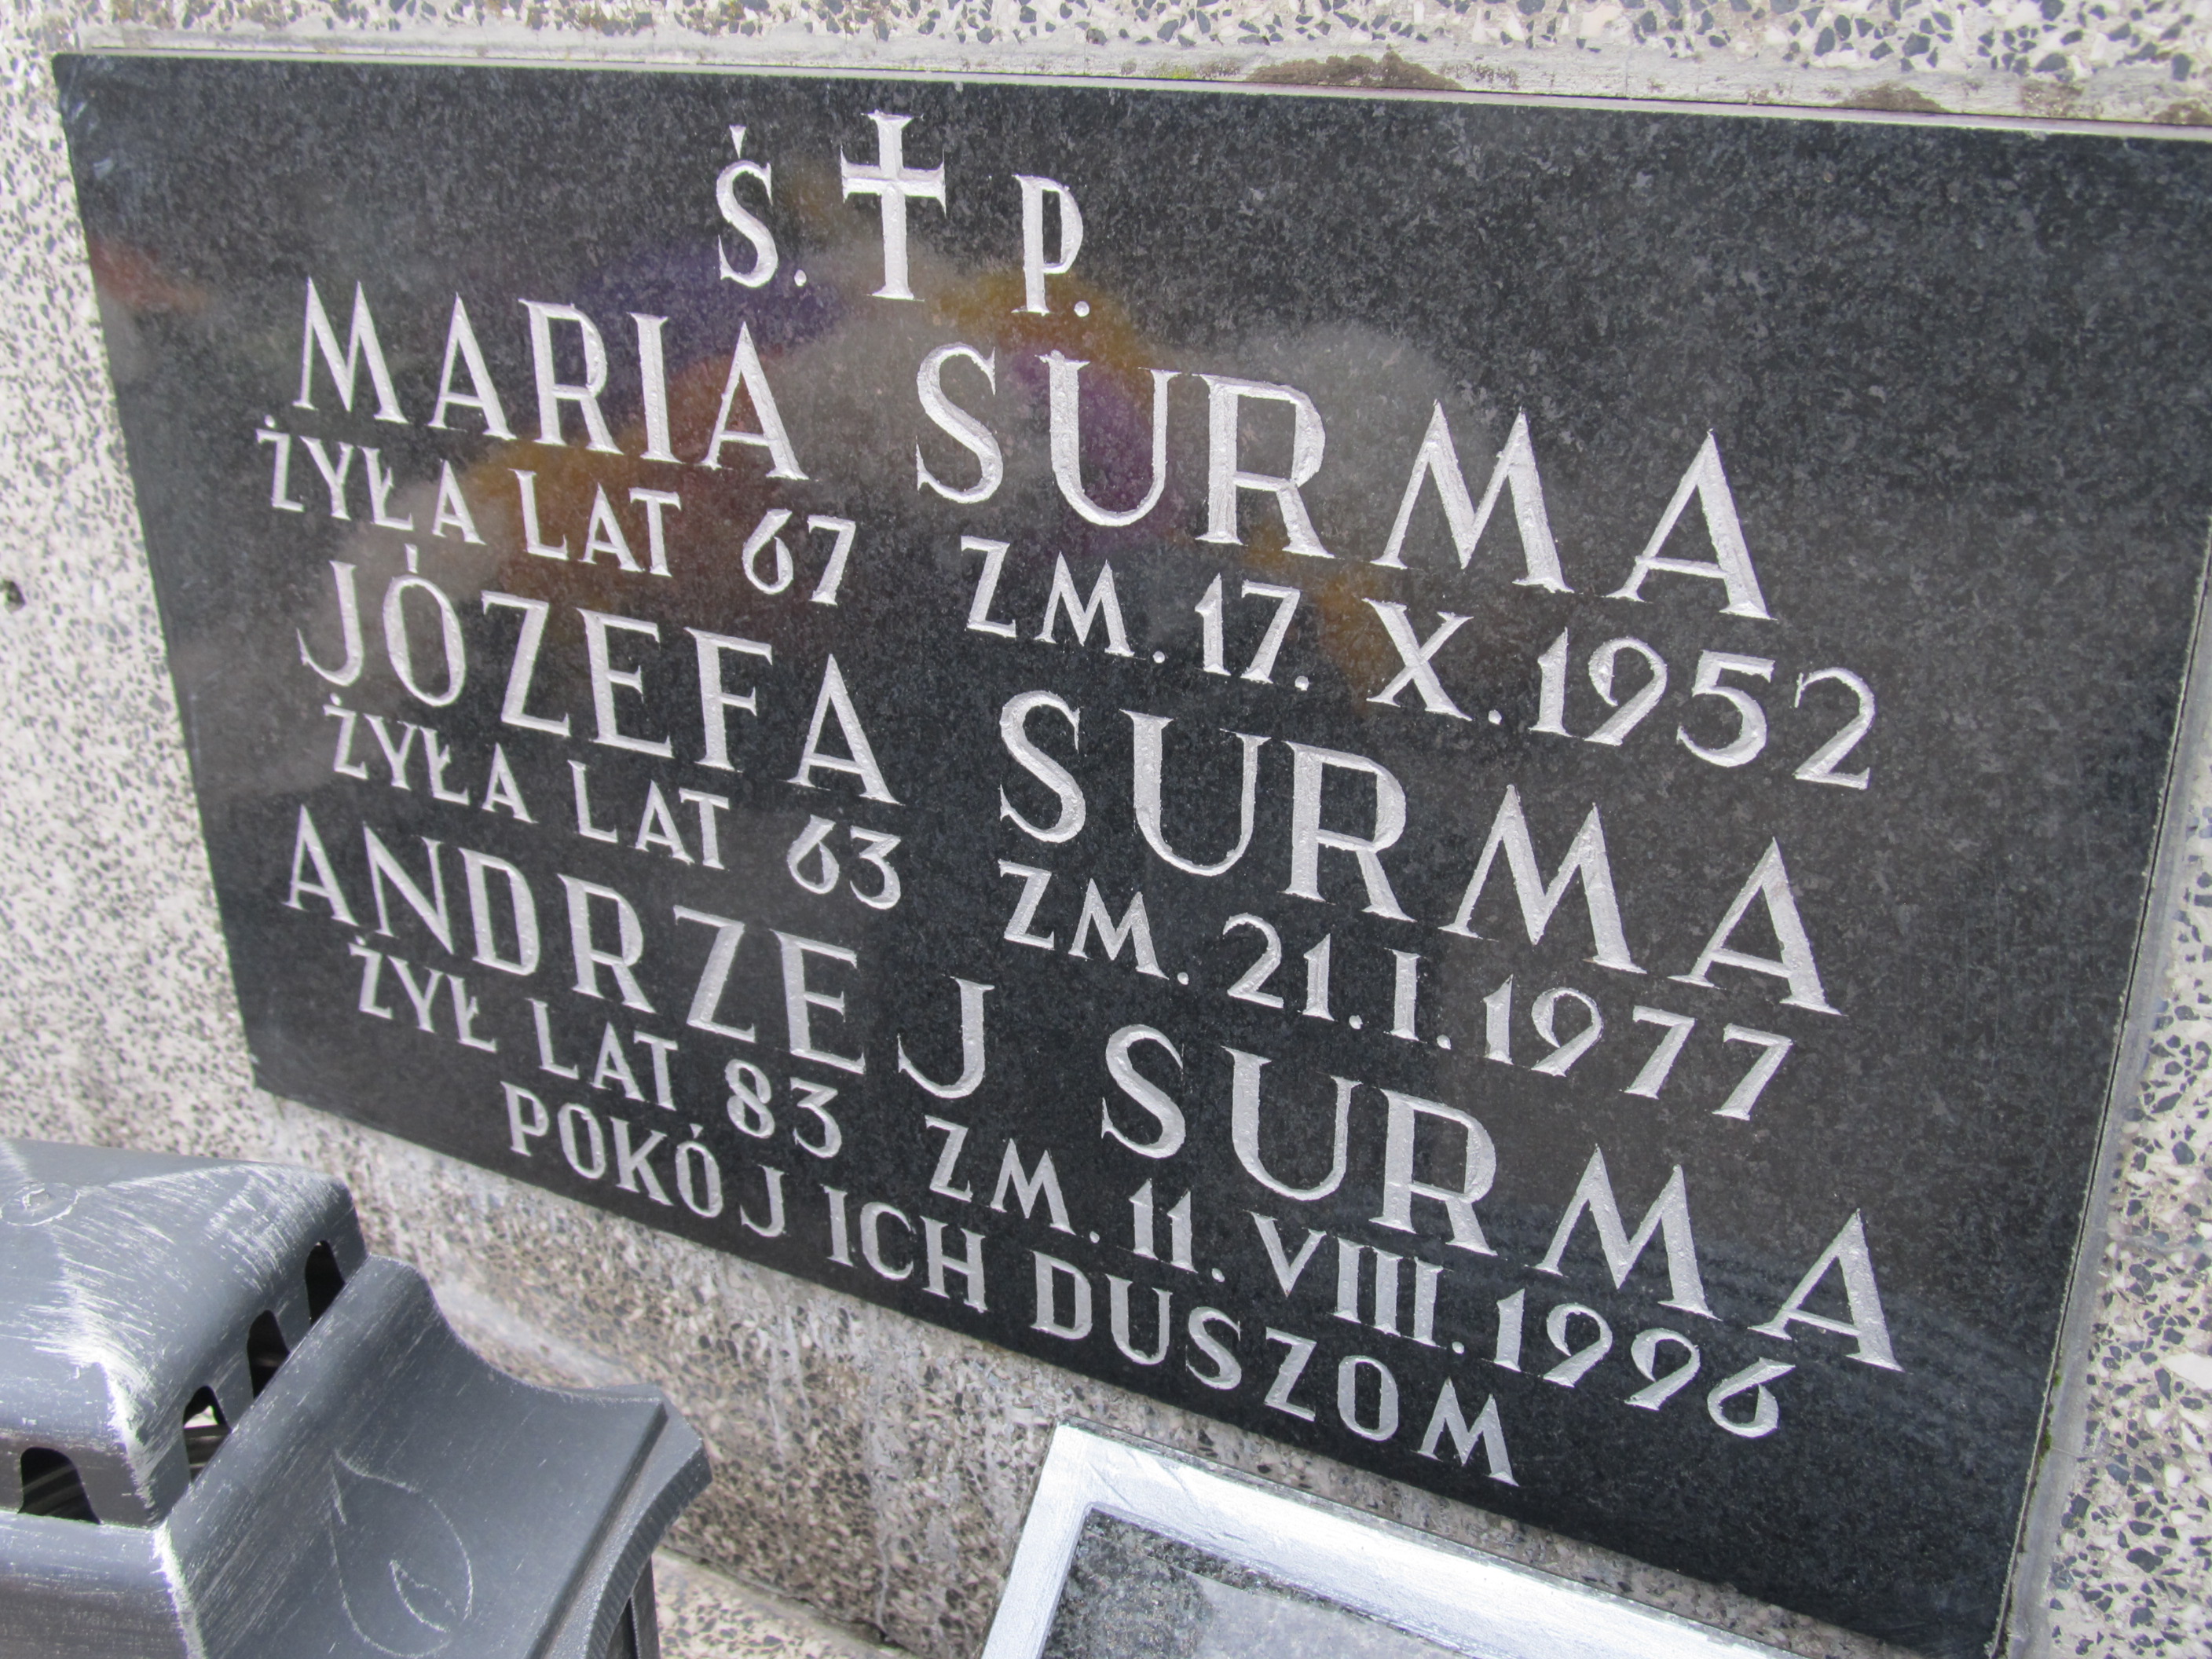 Ś. P.
MARIA SURMA
ŻYŁA LAT 67 ZM. 17. X. 1952
JÓZEFA SURMA
ŻYŁA LAT 63 ZM. 21. I. 1977
ANDRZEJ SURMA
ŻYŁ LAT 83 ZM. 11. VIII. 1996
POKÓJ ICH DUSZOM